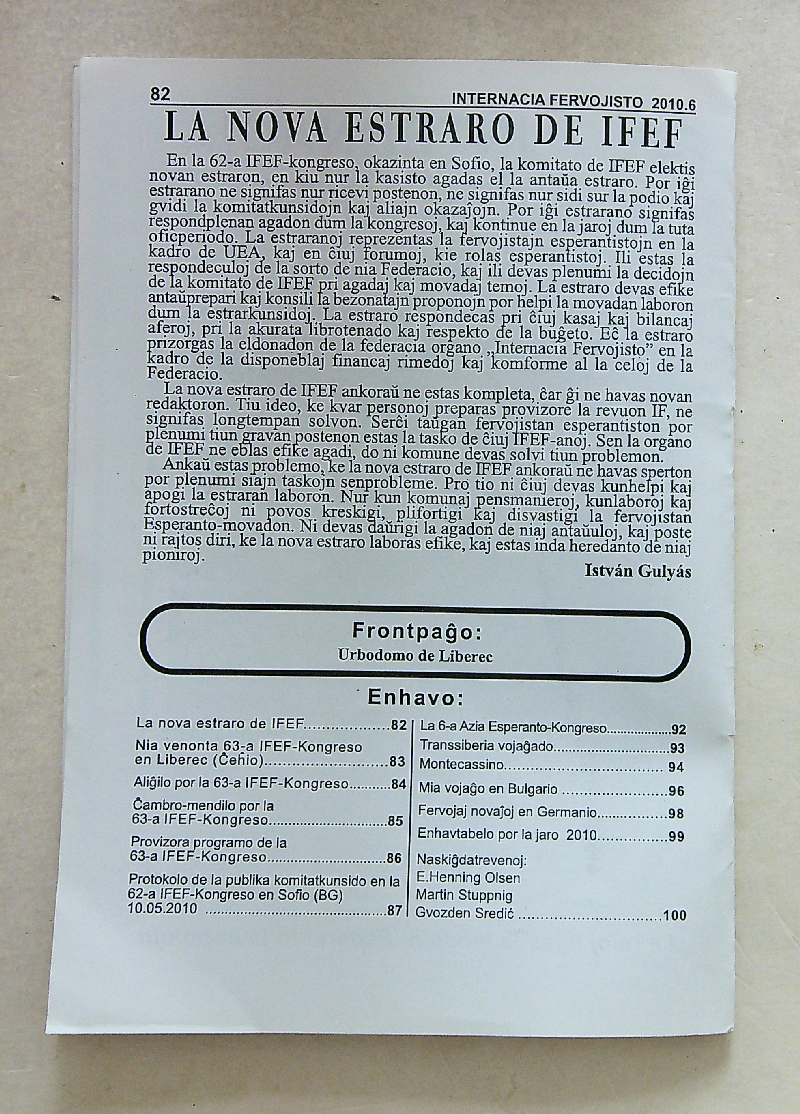 82
INTERNACIA FERVOJISTO 2010.6
LA NOVA ESTRARO DE IFEF
En la 62-a IFEF-kongreso, okazinta en Sofio, la komitato de IFEF elektis
novan estraron, en kiu nur la kasisto agadas el la antaŭa estraro. Por iĝi
estrarano ne signifas nur ricevi postenon, ne signifas nur sidi sur la podio kaj
gvidi la komitatkunsidojn kaj aliajn okazaĵojn. Por iĝi estrarano signifas
respondplenan agadon dum la kongresoj, kaj kontinue en la jaroj dum la tuta
oficperiodo. La estraranoj reprezentas la fervojistajn esperantistojn en la
kadro de UEA, kaj en ĉiuj forumoj, kie rolas esperantistoj. Ili estas la
respondeculoj de la sorto de nia Federacio, kaj ili devas plenumi la decidojn
de la komitato de IFEF pri agadaj kaj movadaj temoj. La estraro devas efike
antaŭprepari kaj konsili la bezonatajn proponojn por helpi la movadan laboron
dum la estrarkunsidoj. La estraro respondecas pri ĉiuj kasaj kaj bilancaj
aferoj, pri la akurata librotenado kaj respekto de la buĝeto. Eĉ la estraro
prizorgas la eldonadon de la federacia organo „Internacia Fervojisto” en la
kadro de la disponeblaj financaj rimedoj kaj komforme al la celoj de la
Federacio.
La nova estraro de IFEF ankoraŭ ne estas kompleta, ĉar ĝi ne havas novan
redaktoron. Tiu ideo, ke kvar personoj preparas provizore la revuon IF, ne
signifas longtempan solvon. Serĉi taŭgan fervojistan esperantiston por
plenumi tiun gravan postenon estas la tasko de ĉiuj IFEF-anoj. Sen la organo
de IFEF ne eblas efike agadi, do ni komune devas solvi tiun problemon.
Ankaŭ estas problemo, ke la nova estraro de IFEF ankoraŭ ne havas sperton
por plenumi siajn taskojn senprobleme. Pro tio ni ĉiuj devas kunhelpi kaj
apogi la estraran laboron. Nur kun komunaj pensmanieroj, kunlaboroj kaj
fortostreĉoj ni povos kreskigi, plifortigi kaj disvastigi la fervojistan
Esperanto-movadon. Ni devas daŭrigi la agadon de niaj antaŭuloj, kaj poste
ni rajtos diri, ke la nova estraro laboras efike, kaj estas inda heredanto de niaj
pioniroj.
István Gulyás
Frontpaĝo:
Urbodomo de Liberec
Enhavo:
La nova estraro de IFEF....................82
Nia venonta 63-a IFEF-Kongreso
en Liberec (Ĉeĥio)............................83
Aliĝilo por la 63-a IFEF-Kongreso..........84
Ĉambro-mendilo por la
63-a IFEF-Kongreso...........................85
Provizora programo de la
63-a IFEF-Kongreso...........................86
Protokolo de la publika komitatkunsido en la
62-a IFEF-Kongreso en Sofio (BG)
10.05.2010 ..........................................87
La 6-a Azia Esperanto-Kongreso...................92
Transsiberia vojaĝado..............................93
Montecassino....................................... 94
Mia vojaĝo en Bulgario ......................... 96
Fervojaj novaĵoj en Germanio................98
Enhavtabelo por la jaro 2010.................99
Naskiĝdatrevenoj:
E.Henning Olsen
Martin Stuppnig
Gvozden Sredić .................................100